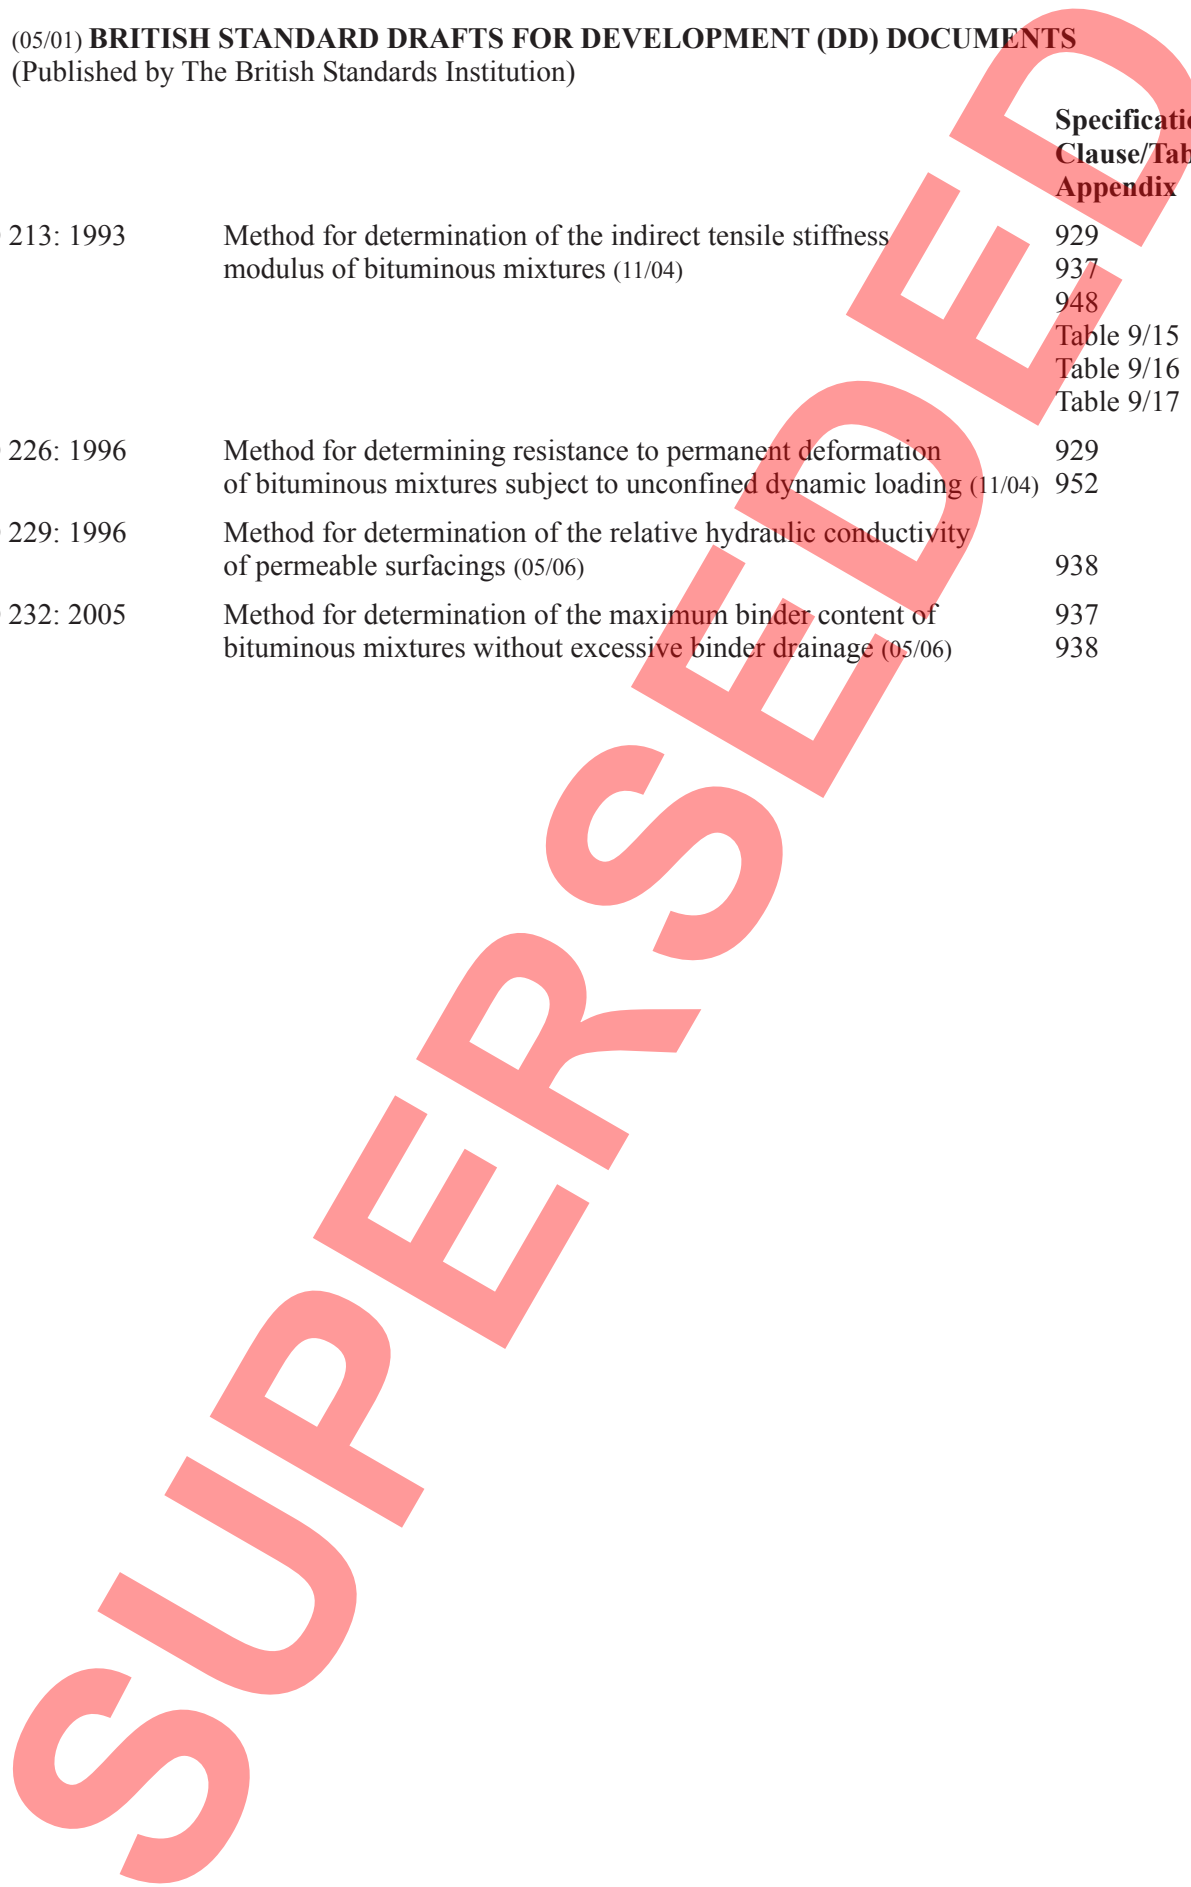 (05/01) BRITISH STANDARD DRAFTS FOR DEVELOPMENT (DD) DOCUMENTS
(Published by The British Standards Institution)
Specificatio
Clause/Tab
Appendix
213: 1993 Method for determination of the indirect tensile stiffness 929
modulus of bituminous mixtures (11/04) 937
948
Table 9/15
Table 9/16
Table 9/17
226: 1996 Method for determining resistance to permanent deformation 929
of bituminous mixtures subject to unconfined dynamic loading (11/04) 952
229: 1996 Method for determination of the relative hydraulic conductivity
of permeable surfacings (05/06) 938
232: 2005 Method for determination of the maximum binder content of 937
bituminous mixtures without excessive binder drainage (05/06) 938
SUPERSEDED